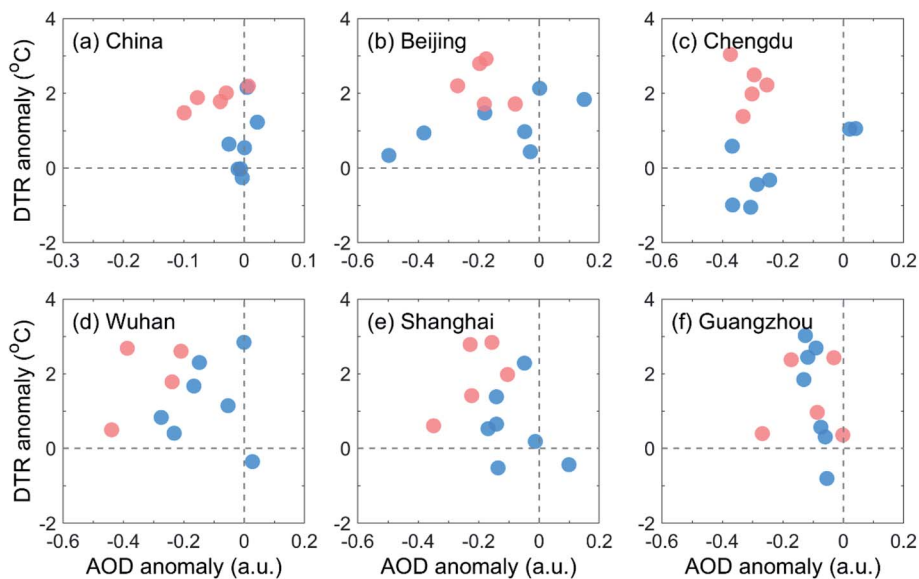 4
2
0
-2
DTR anomaly (°C)
(a) China
-0.3 -0.2 -0.1 0 0.1
4
2
0
-2
(b) Beijing
-0.6 -0.4 -0.2 0 0.2
4
2
0
-2
(c) Chengdu
-0.6 -0.4 -0.2 0 0.2
4
2
0
-2
DTR anomaly (°C)
(d) Wuhan
-0.6 -0.4 -0.2 0 0.2
AOD anomaly (a.u.)
4
2
0
-2
(e) Shanghai
-0.6 -0.4 -0.2 0 0.2
AOD anomaly (a.u.)
4
2
0
-2
(f) Guangzhou
-0.6 -0.4 -0.2 0 0.2
AOD anomaly (a.u.)